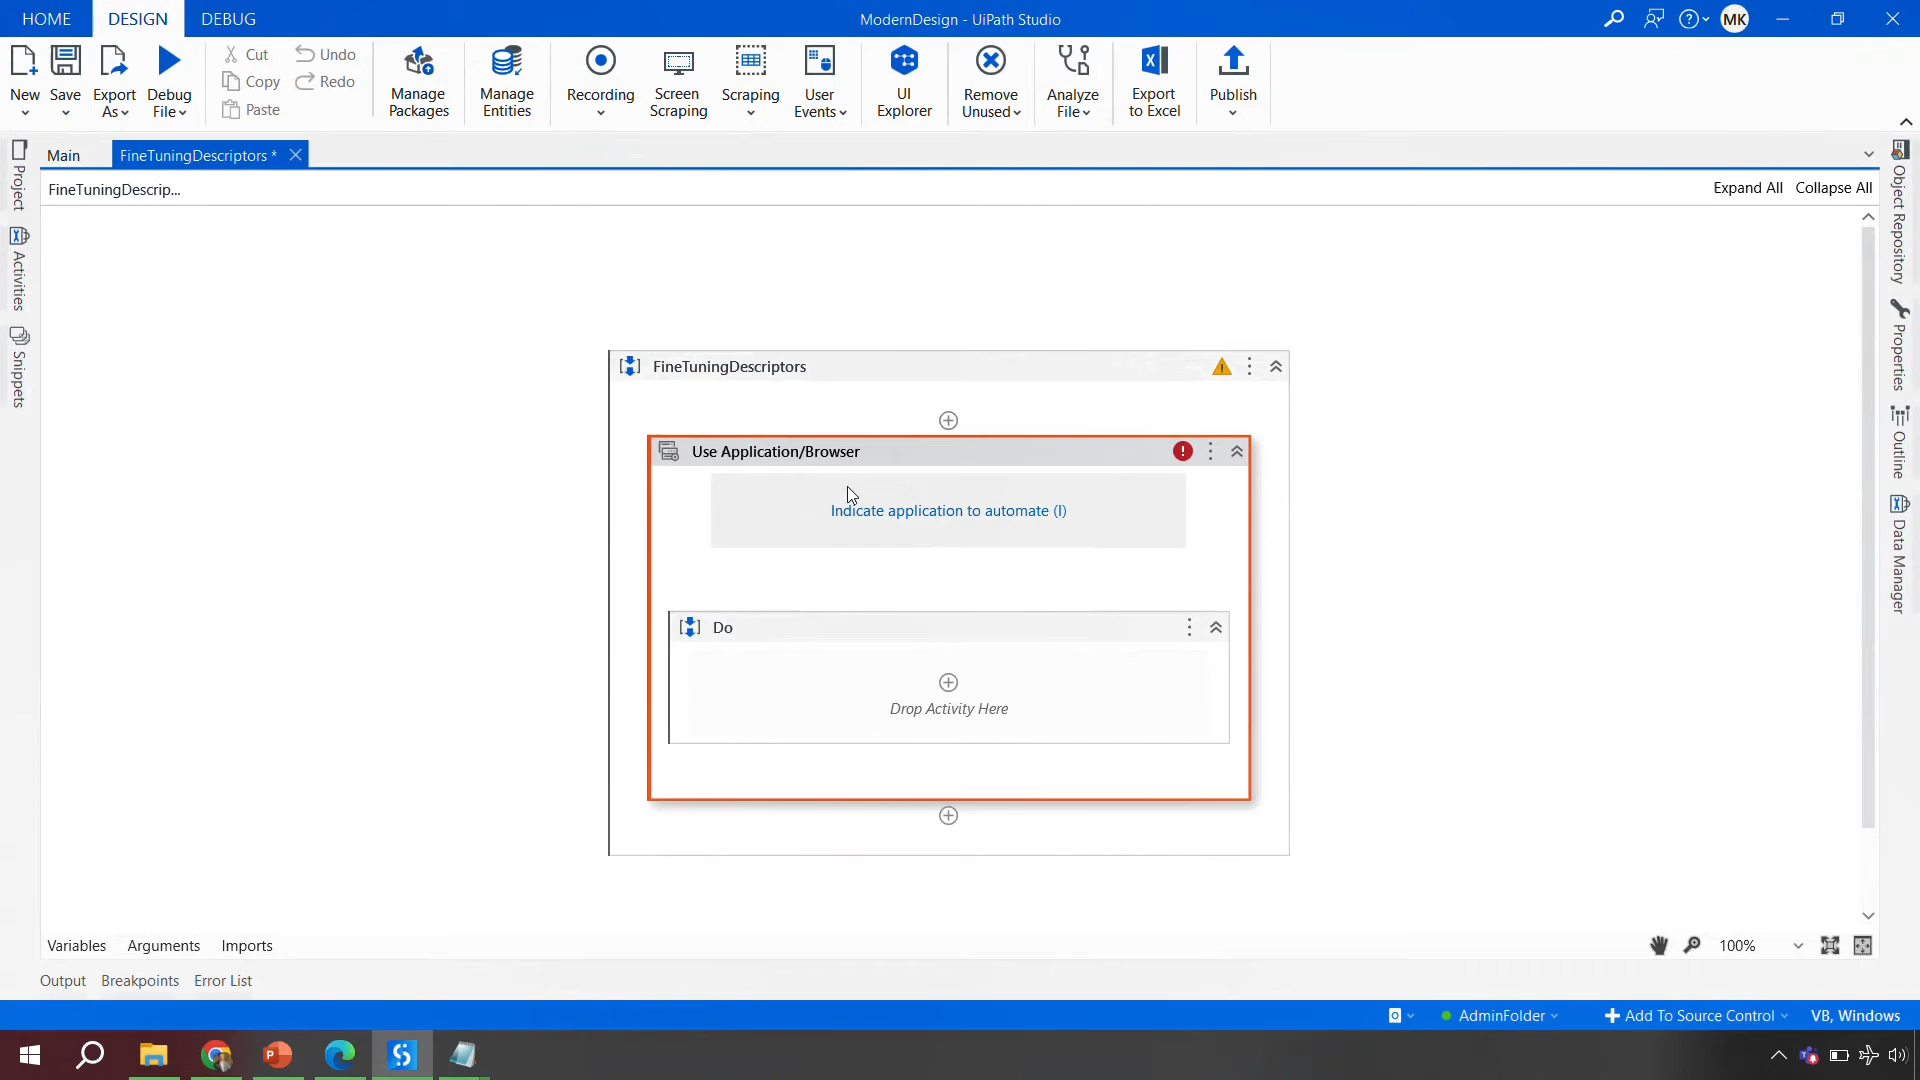 HOME DESIGN DEBUG
ModernDesign - UiPath Studio
MK
New
Save
Export As
Debug File
Cut
Copy
Paste
Undo
Redo
Manage Packages
Manage Entities
Recording
Screen Scraping
Scraping
User Events
UI Explorer
Remove Unused
Analyze File
Export to Excel
Publish
Main
FineTuningDescriptors *
FineTuningDescrip...
Expand All Collapse All
Project
Activities
Snippets
Object Repository
Properties
Outline
Data Manager
FineTuningDescriptors
Use Application/Browser
Indicate application to automate (I)
Do
Drop Activity Here
Variables Arguments Imports
100%
Output Breakpoints Error List
AdminFolder
Add To Source Control
VB, Windows